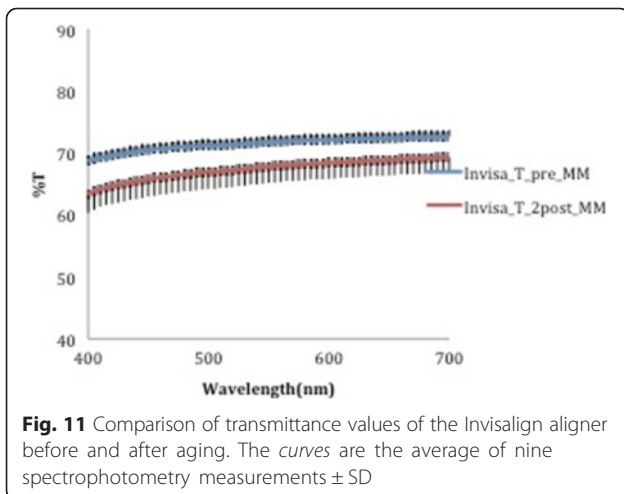 90
80
70
60
50
40
%T
400 500 600 700
Wavelength(nm)
Invisa_T_pre_MM
Invisa_T_2post_MM
Fig. 11 Comparison of transmittance values of the Invisalign aligner
before and after aging. The curves are the average of nine
spectrophotometry measurements ± SD